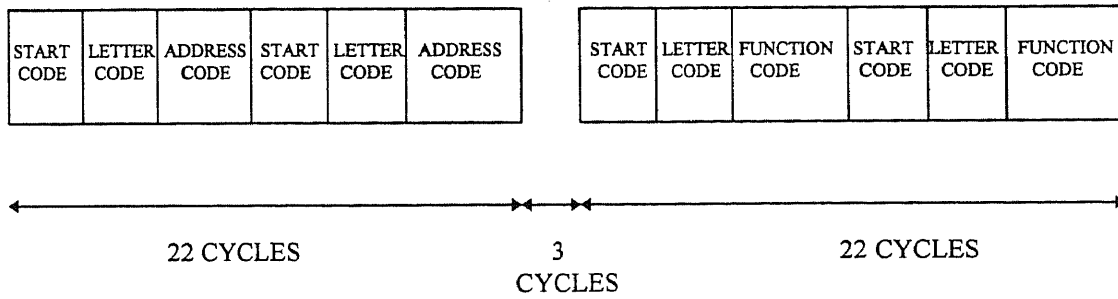 START LETTER ADDRESS START LETTER ADDRESS
CODE CODE CODE CODE CODE CODE
START LETTER FUNCTION START LETTER FUNCTION
CODE CODE CODE CODE CODE CODE
22 CYCLES 3 22 CYCLES
CYCLES